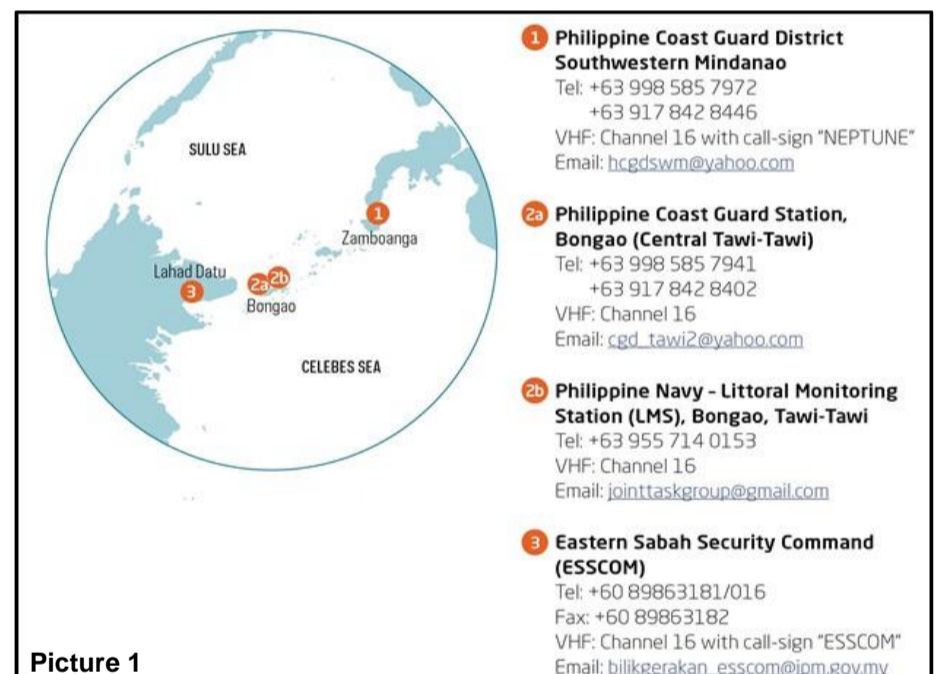 SULU SEA
1
Zamboanga
Lahad Datu
3
2a
2b
Bongao
CELEBES SEA
1 Philippine Coast Guard District
Southwestern Mindanao
Tel: +63 998 585 7972
+63 917 842 8446
VHF: Channel 16 with call-sign “NEPTUNE”
Email: hcgdswm@yahoo.com
2a Philippine Coast Guard Station,
Bongao (Central Tawi-Tawi)
Tel: +63 998 585 7941
+63 917 842 8402
VHF: Channel 16
Email: cgd_tawi2@yahoo.com
2b Philippine Navy – Littoral Monitoring
Station (LMS), Bongao, Tawi-Tawi
Tel: +63 955 714 0153
VHF: Channel 16
Email: jointtaskgroup@gmail.com
3 Eastern Sabah Security Command
(ESSCOM)
Tel: +60 89863181/016
Fax: +60 89863182
VHF: Channel 16 with call-sign “ESSCOM”
Email: bilikgerakan_esscom@jpm.gov.my
Picture 1